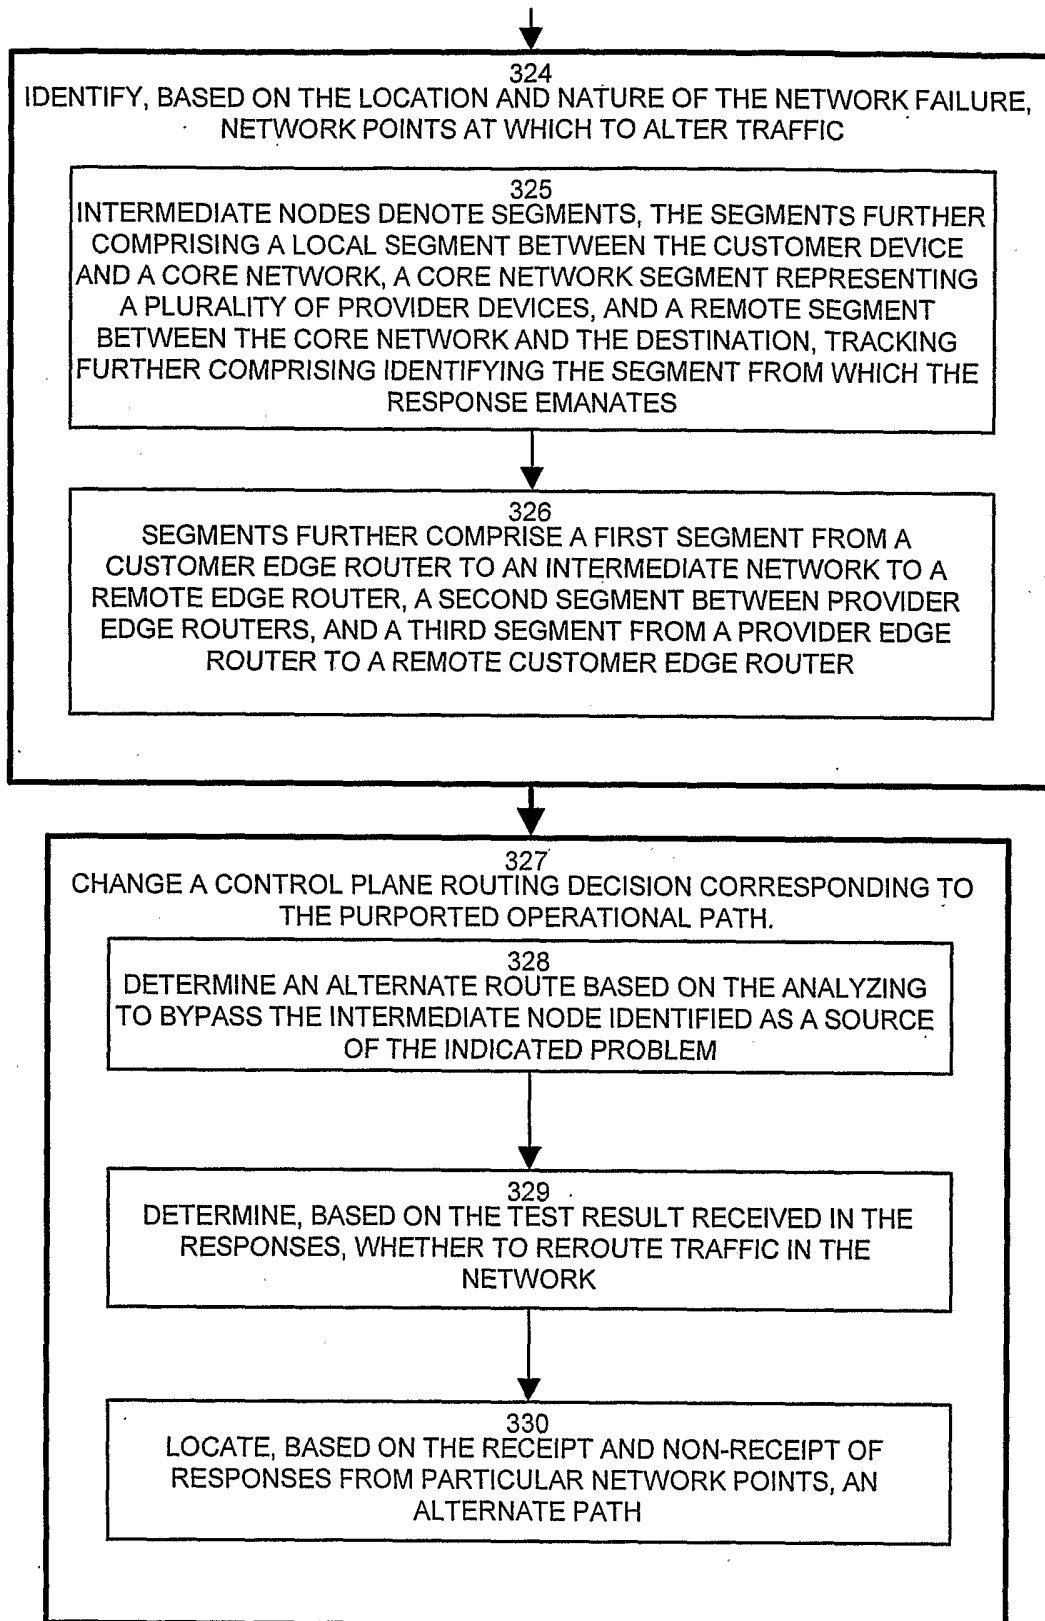 324
IDENTIFY, BASED ON THE LOCATION AND NATURE OF THE NETWORK FAILURE,
NETWORK POINTS AT WHICH TO ALTER TRAFFIC
325
INTERMEDIATE NODES DENOTE SEGMENTS, THE SEGMENTS FURTHER
COMPRISING A LOCAL SEGMENT BETWEEN THE CUSTOMER DEVICE
AND A CORE NETWORK, A CORE NETWORK SEGMENT REPRESENTING
A PLURALITY OF PROVIDER DEVICES, AND A REMOTE SEGMENT
BETWEEN THE CORE NETWORK AND THE DESTINATION, TRACKING
FURTHER COMPRISING IDENTIFYING THE SEGMENT FROM WHICH THE
RESPONSE EMANATES
326
SEGMENTS FURTHER COMPRISE A FIRST SEGMENT FROM A
CUSTOMER EDGE ROUTER TO AN INTERMEDIATE NETWORK TO A
REMOTE EDGE ROUTER, A SECOND SEGMENT BETWEEN PROVIDER
EDGE ROUTERS, AND A THIRD SEGMENT FROM A PROVIDER EDGE
ROUTER TO A REMOTE CUSTOMER EDGE ROUTER
327
CHANGE A CONTROL PLANE ROUTING DECISION CORRESPONDING TO
THE PURPORTED OPERATIONAL PATH.
328
DETERMINE AN ALTERNATE ROUTE BASED ON THE ANALYZING
TO BYPASS THE INTERMEDIATE NODE IDENTIFIED AS A SOURCE
OF THE INDICATED PROBLEM
329
DETERMINE, BASED ON THE TEST RESULT RECEIVED IN THE
RESPONSES, WHETHER TO REROUTE TRAFFIC IN THE
NETWORK
330
LOCATE, BASED ON THE RECEIPT AND NON-RECEIPT OF
RESPONSES FROM PARTICULAR NETWORK POINTS, AN
ALTERNATE PATH